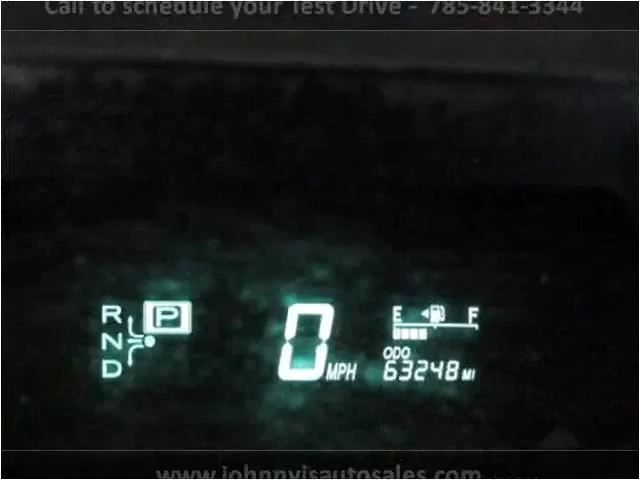 Call to schedule your Test Drive - 785-841-3344
R P
N
D
0 MPH
E F
ODO
63248 MI
www.johnnyisautosales.com